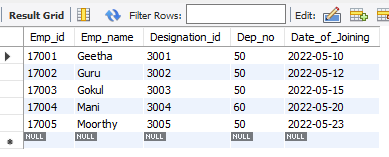 Result Grid Filter Rows: Edit:
Emp_id Emp_name Designation_id Dep_no Date_of_Joining
17001 Geetha 3001 50 2022-05-10
17002 Guru 3002 50 2022-05-12
17003 Gokul 3003 50 2022-05-15
17004 Mani 3004 60 2022-05-20
17005 Moorthy 3005 50 2022-05-23
NULL NULL NULL NULL NULL